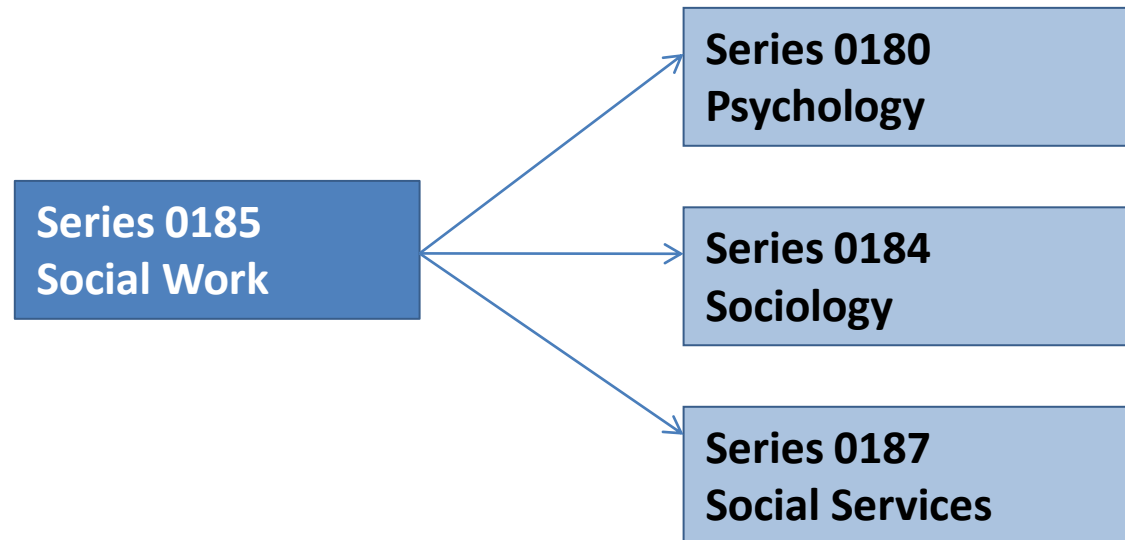 Series 0185
Social Work
Series 0180
Psychology
Series 0184
Sociology
Series 0187
Social Services